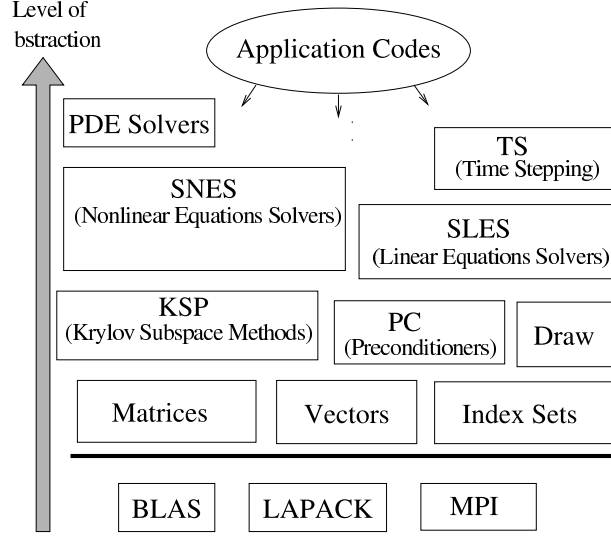 Level of
bstraction
Application Codes
PDE Solvers
TS
(Time Stepping)
SNES
(Nonlinear Equations Solvers)
SLES
(Linear Equations Solvers)
KSP
(Krylov Subspace Methods)
PC
(Preconditioners)
Draw
Matrices
Vectors
Index Sets
BLAS
LAPACK
MPI